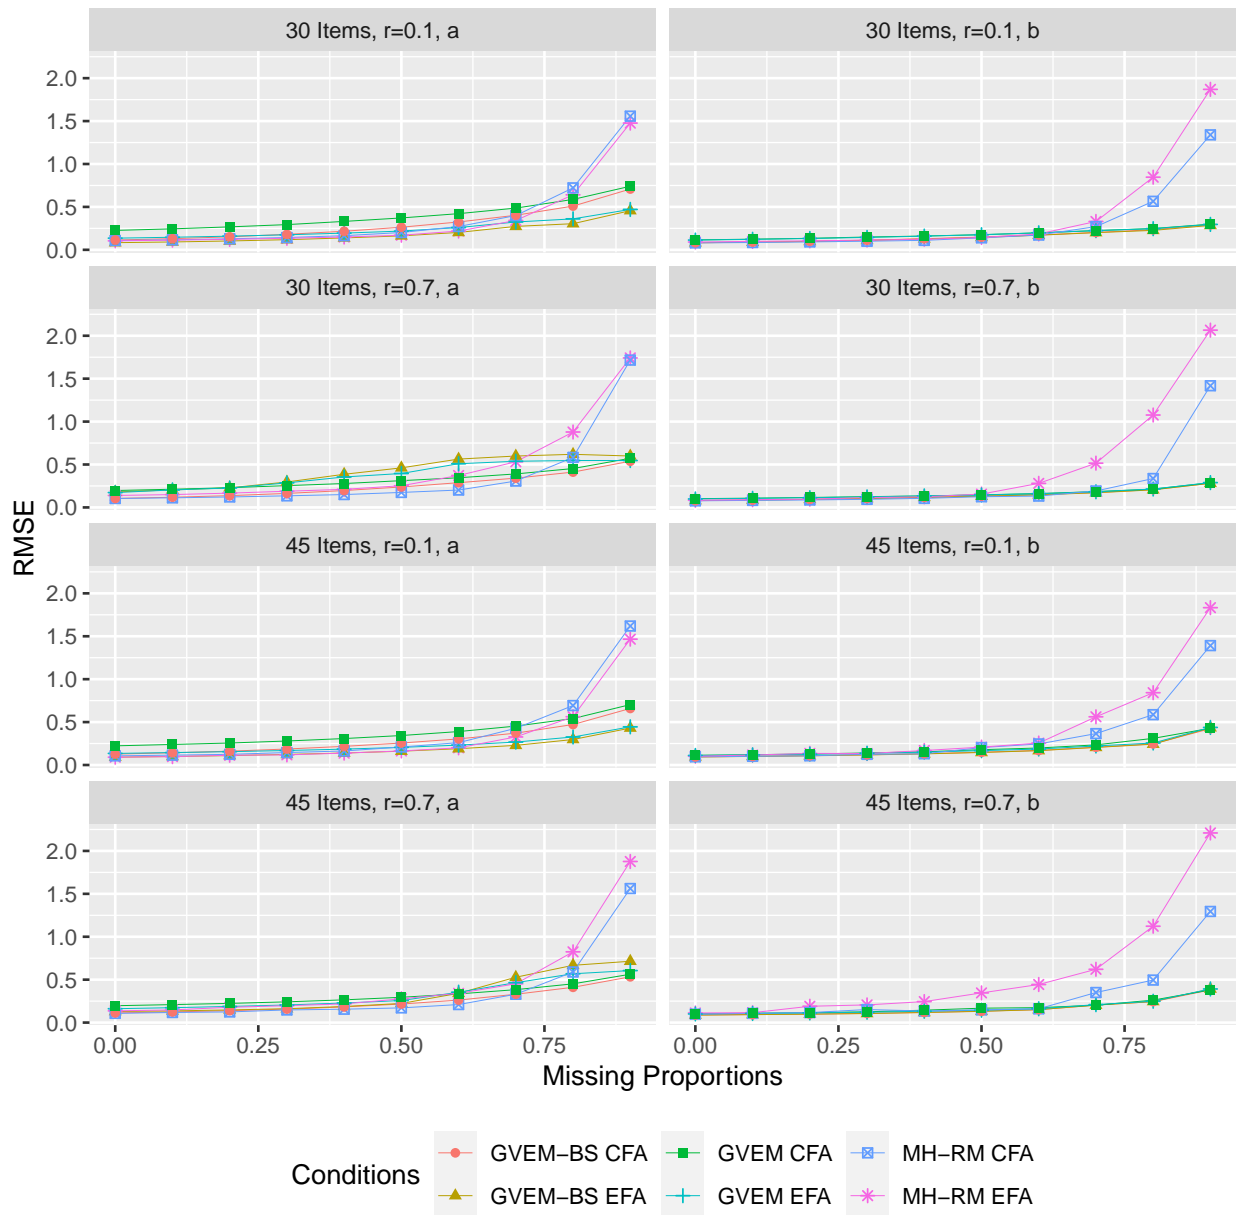 30 Items, r=0.1, a
30 Items, r=0.1, b
2.0
1.5
1.0
0.5
0.0
30 Items, r=0.7, a
30 Items, r=0.7, b
2.0
1.5
1.0
0.5
0.0
RMSE
45 Items, r=0.1, a
45 Items, r=0.1, b
2.0
1.5
1.0
0.5
0.0
45 Items, r=0.7, a
45 Items, r=0.7, b
2.0
1.5
1.0
0.5
0.0
0.00 0.25 0.50 0.75
0.00 0.25 0.50 0.75
Missing Proportions
Conditions
GVEM−BS CFA
GVEM CFA
MH−RM CFA
GVEM−BS EFA
GVEM EFA
MH−RM EFA